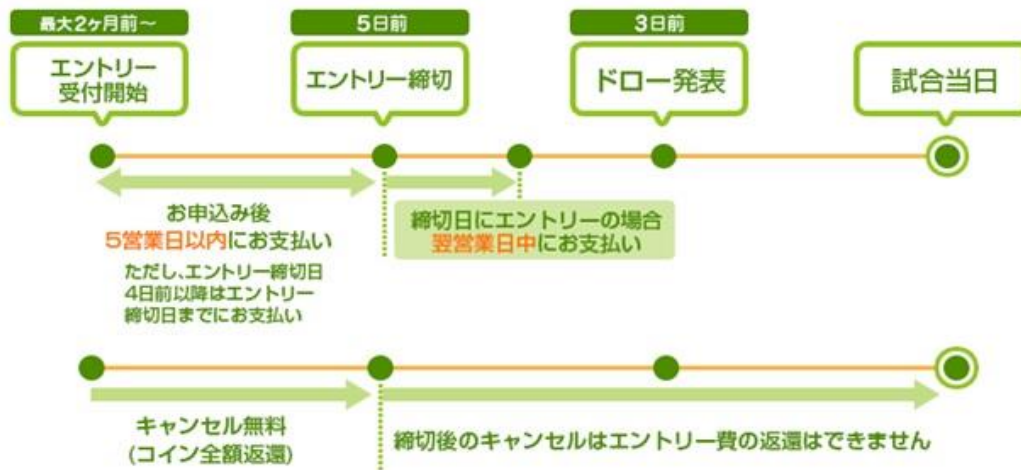 最大2ヶ月前～
5日前
3日前
エントリー
受付開始
エントリー締切
ドロー発表
試合当日
お申込み後
5営業日以内にお支払い
ただし、エントリー締切日
4日前以降はエントリー
締切日までにお支払い
締切日にエントリーの場合
翌営業日中にお支払い
キャンセル無料
(コイン全額返還)
締切後のキャンセルはエントリー費の返還はできません